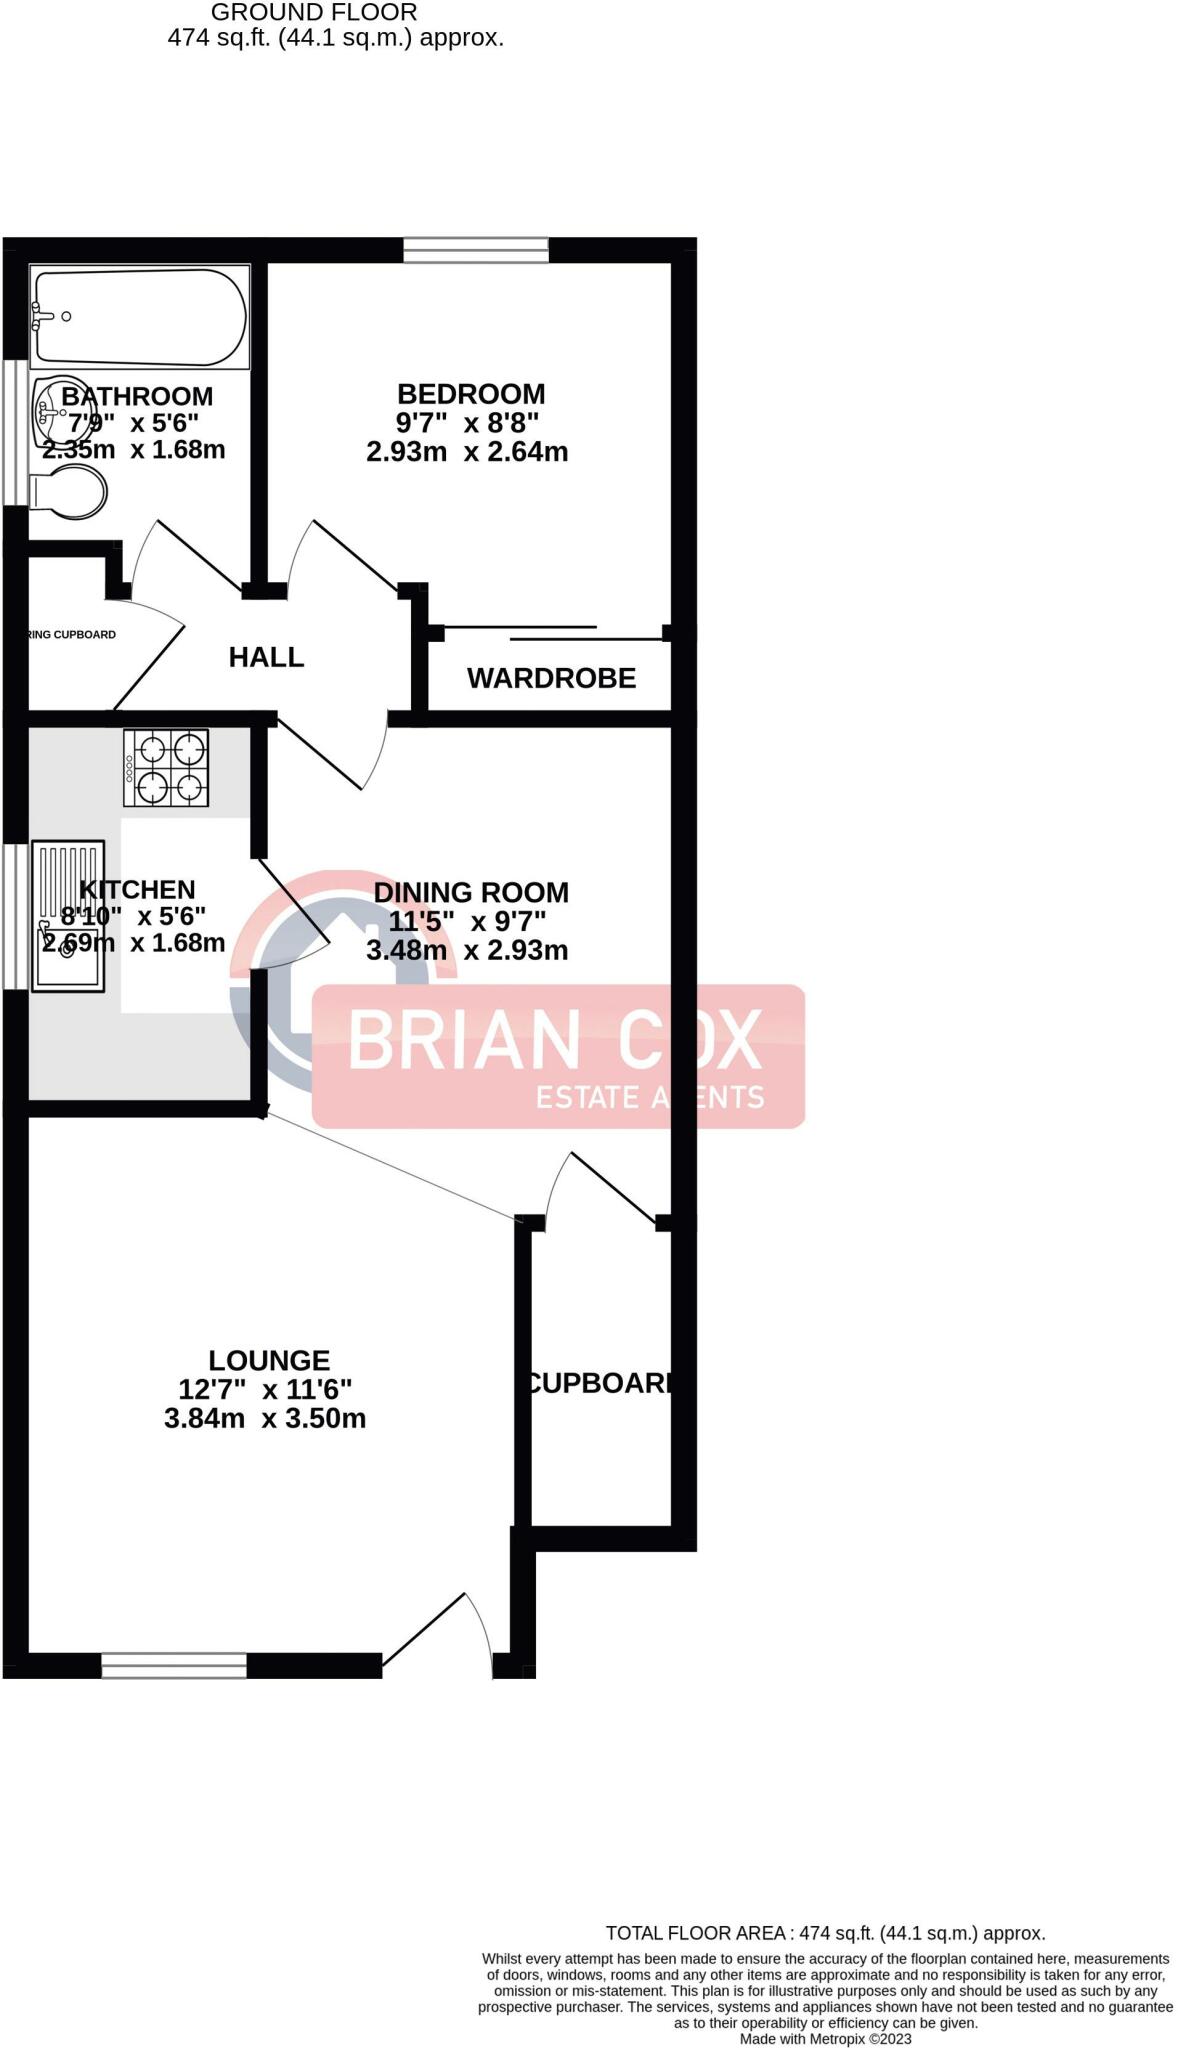 GROUND FLOOR
474 sq.ft. (44.1 sq.m.) approx.
BATHROOM
7'9" x 5'6"
2.35m x 1.68m
BEDROOM
9'7" x 8'8"
2.93m x 2.64m
RING CUPBOARD
HALL
WARDROBE
KITCHEN
8'10" x 5'6"
2.69m x 1.68m
DINING ROOM
11'5" x 9'7"
3.48m x 2.93m
BRIAN COX
ESTATE AGENTS
LOUNGE
12'7" x 11'6"
3.84m x 3.50m
CUPBOARD
TOTAL FLOOR AREA : 474 sq.ft. (44.1 sq.m.) approx.
Whilst every attempt has been made to ensure the accuracy of the floorplan contained here, measurements
of doors, windows, rooms and any other items are approximate and no responsibility is taken for any error,
omission or mis-statement. This plan is for illustrative purposes only and should be used as such by any
prospective purchaser. The services, systems and appliances shown have not been tested and no guarantee
as to their operability or efficiency can be given.
Made with Metropix ©2023